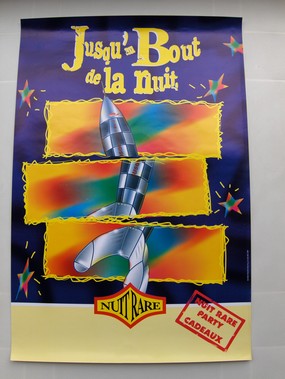 Jusqu'au Bout
de la nuit.
NUIT RARE
NUIT RARE
PARTY
CADEAUX